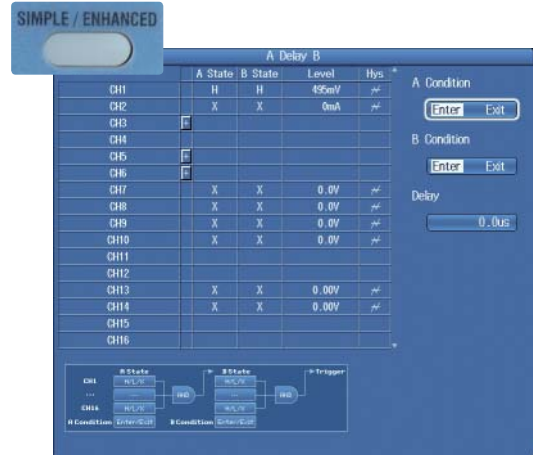 SIMPLE / ENHANCED
A Delay B
A State B State Level Hys
CH1 H H 495mV
CH2 X X 0mA
CH3 +
CH4
CH5 +
CH6 +
CH7 X X 0.0V
CH8 X X 0.0V
CH9 X X 0.0V
CH10 X X 0.0V
CH11
CH12
CH13 X X 0.00V
CH14 X X 0.00V
CH15
CH16
A Condition
Enter Exit
B Condition
Enter Exit
Delay
0.0us
A State B State Trigger
CH1 H/L/X H/L/X
... --- AND --- AND
CH16 H/L/X H/L/X
A Condition Enter/Exit B Condition Enter/Exit